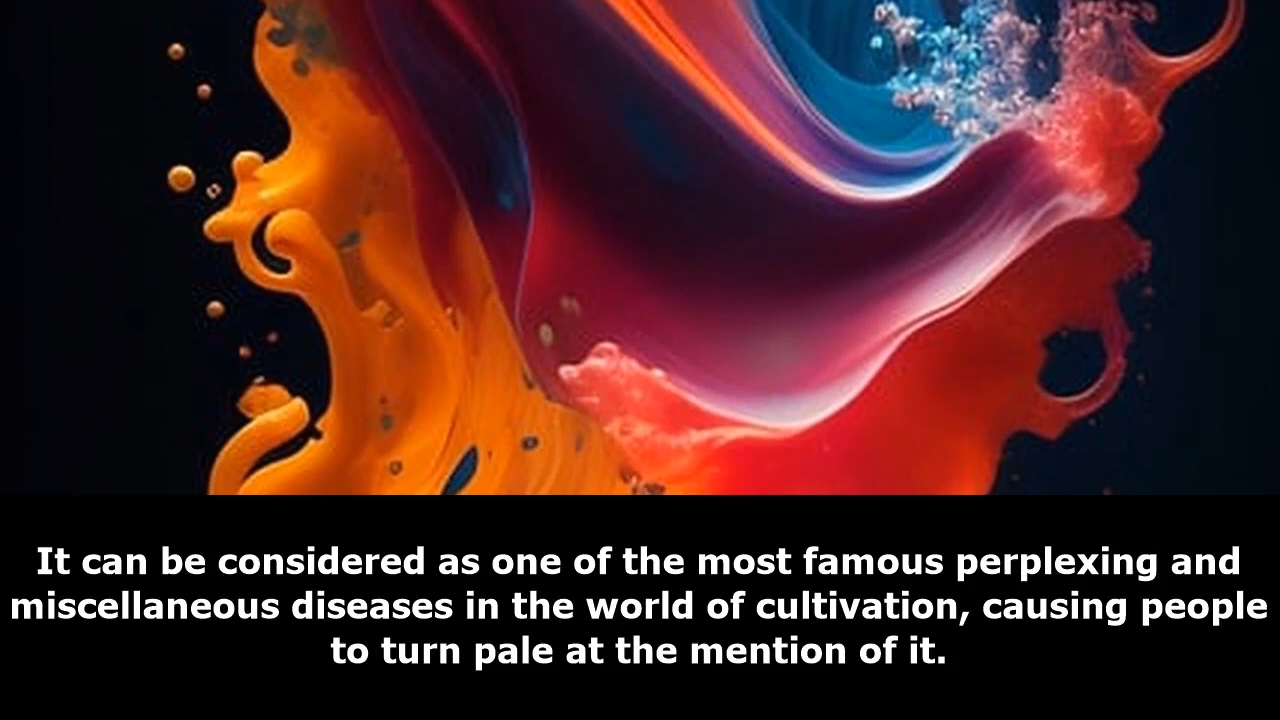 It can be considered as one of the most famous perplexing and
miscellaneous diseases in the world of cultivation, causing people
to turn pale at the mention of it.